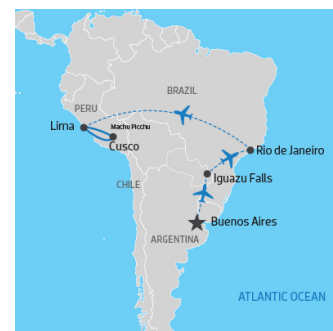 BRAZIL
PERU
Lima
Machu Picchu
Cusco
Rio de Janeiro
Iguazu Falls
CHILE
Buenos Aires
ARGENTINA
ATLANTIC OCEAN